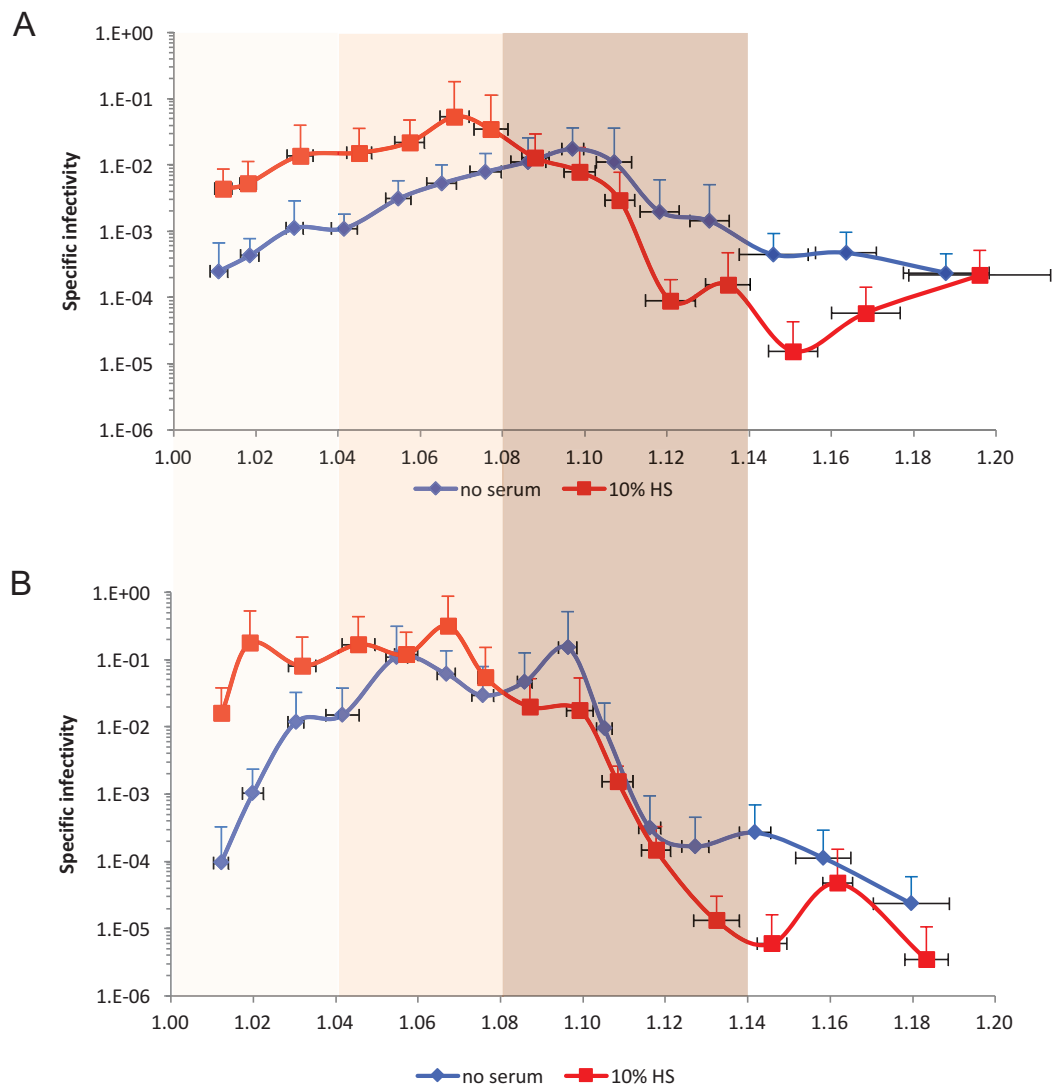 A
1.E+00
1.E-01
1.E-02
1.E-03
1.E-04
1.E-05
1.E-06
Specific infectivity
1.00 1.02 1.04 1.06 1.08 1.10 1.12 1.14 1.16 1.18 1.20
no serum 10% HS
B
1.E+00
1.E-01
1.E-02
1.E-03
1.E-04
1.E-05
1.E-06
Specific infectivity
1.00 1.02 1.04 1.06 1.08 1.10 1.12 1.14 1.16 1.18 1.20
no serum 10% HS